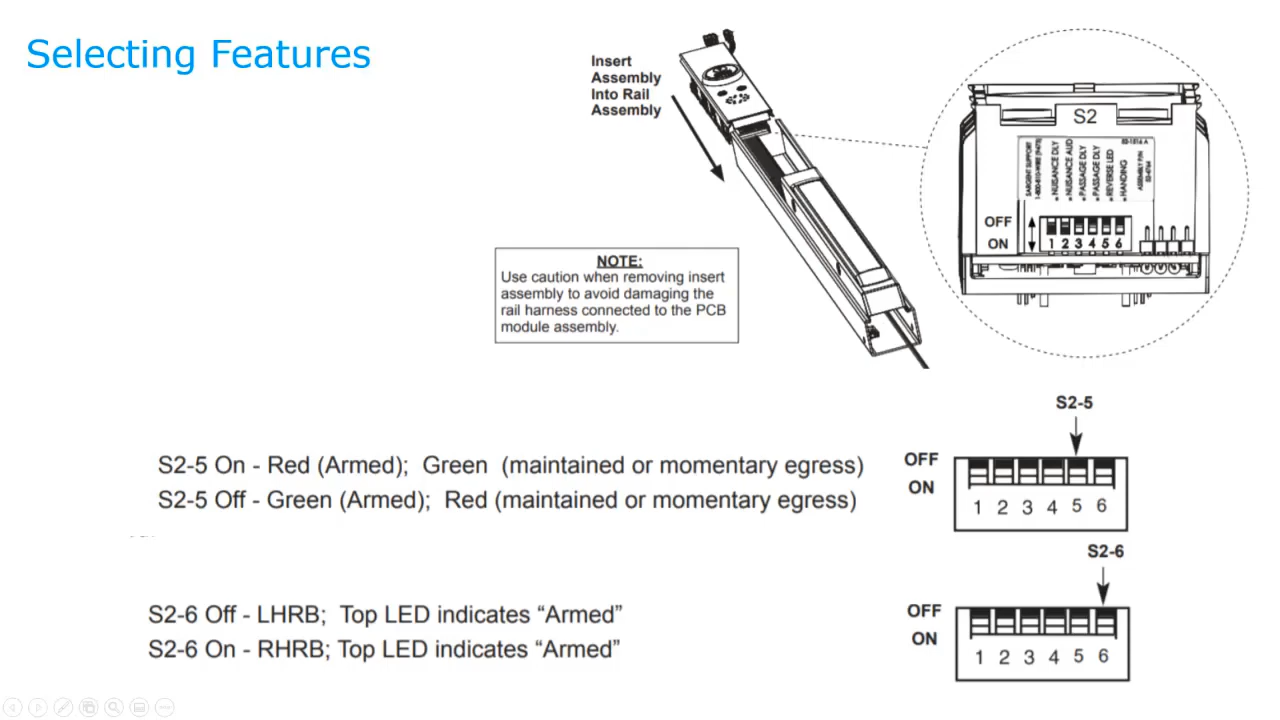 Selecting Features
Insert
Assembly
Into Rail
Assembly
S2
SARGENT SUPPORT
NUISANCE DLY
NUISANCE AUD
PASSAGE DLY
PASSAGE DLY
REVERSE LED
HANDING
ASSEMBLY P/N
OFF
ON
1 2 3 4 5 6
NOTE:
Use caution when removing insert
assembly to avoid damaging the
rail harness connected to the PCB
module assembly.
S2-5
S2-5 On - Red (Armed);  Green  (maintained or momentary egress)
S2-5 Off - Green (Armed);  Red (maintained or momentary egress)
OFF
ON
1 2 3 4 5 6
S2-6
S2-6 Off - LHRB;  Top LED indicates “Armed”
S2-6 On - RHRB; Top LED indicates “Armed”
OFF
ON
1 2 3 4 5 6